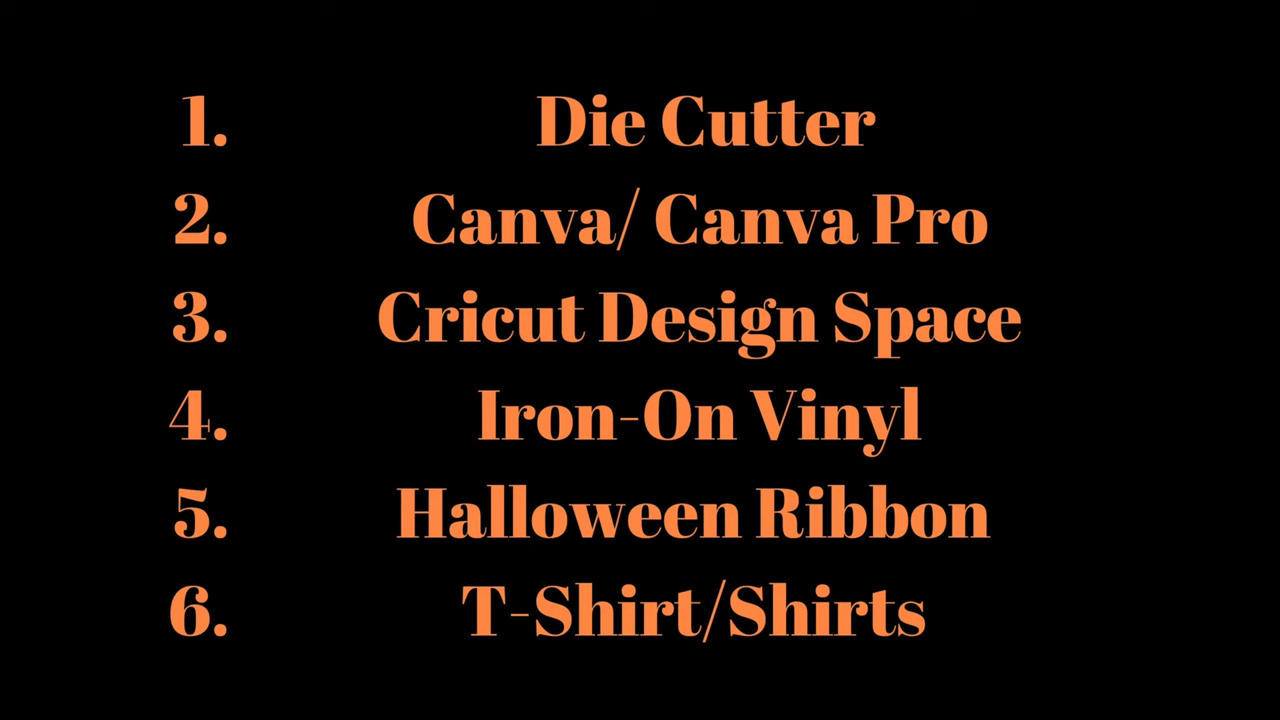 1. Die Cutter
2. Canva/ Canva Pro
3. Cricut Design Space
4. Iron-On Vinyl
5. Halloween Ribbon
6. T-Shirt/Shirts